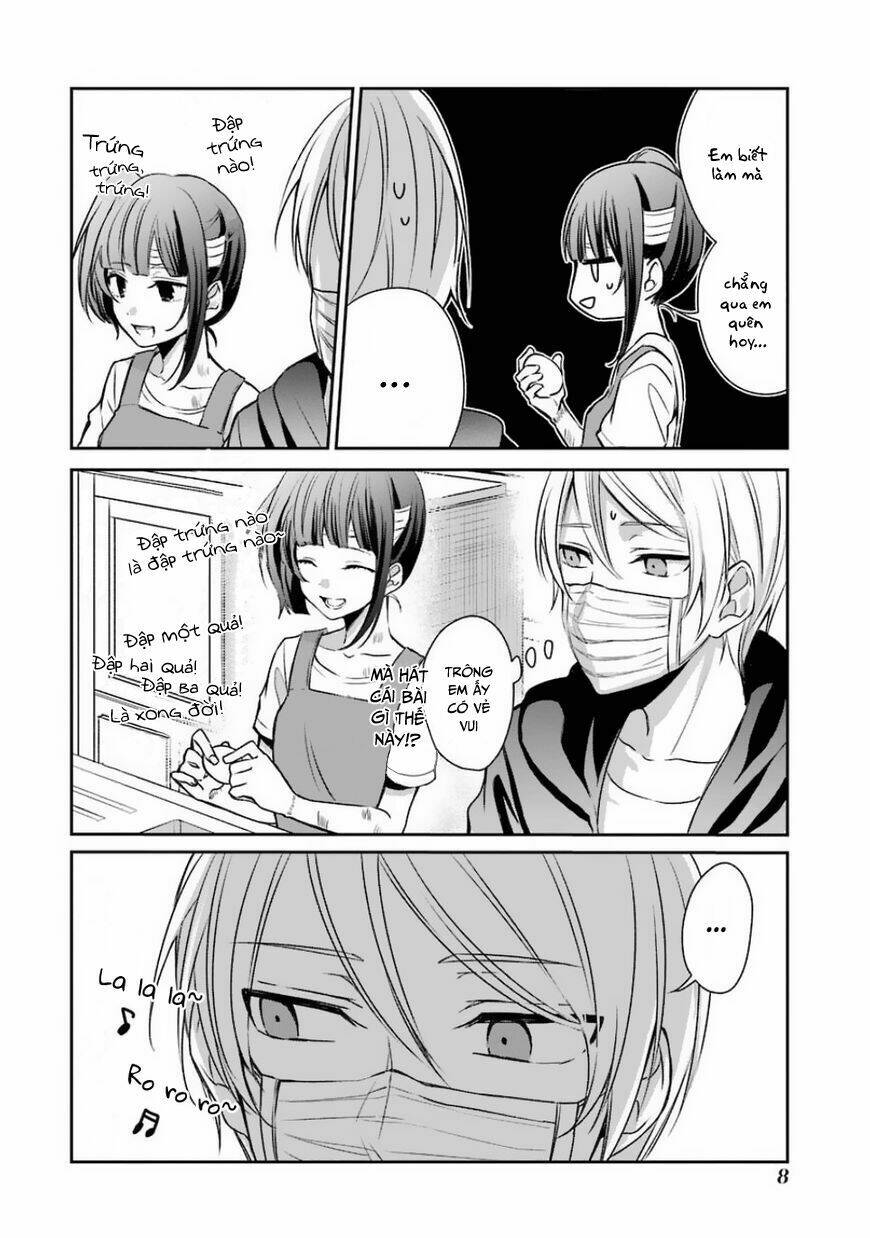 Em biết
làm mà
chẳng
qua em
quên
hoy...
...
Đập
trứng
nào!
Trứng
trứng,
trứng!
TRÔNG
EM ẤY
CÓ VẺ
VUI
MÀ HÁT
CÁI BÀI
GÌ THẾ
NÀY!?
Đập trứng nào
là đập trứng nào~
Đập một quả!
Đập hai quả!
Đập ba quả!
Là xong đời!
...
La la la~
Ro ro ro~
8